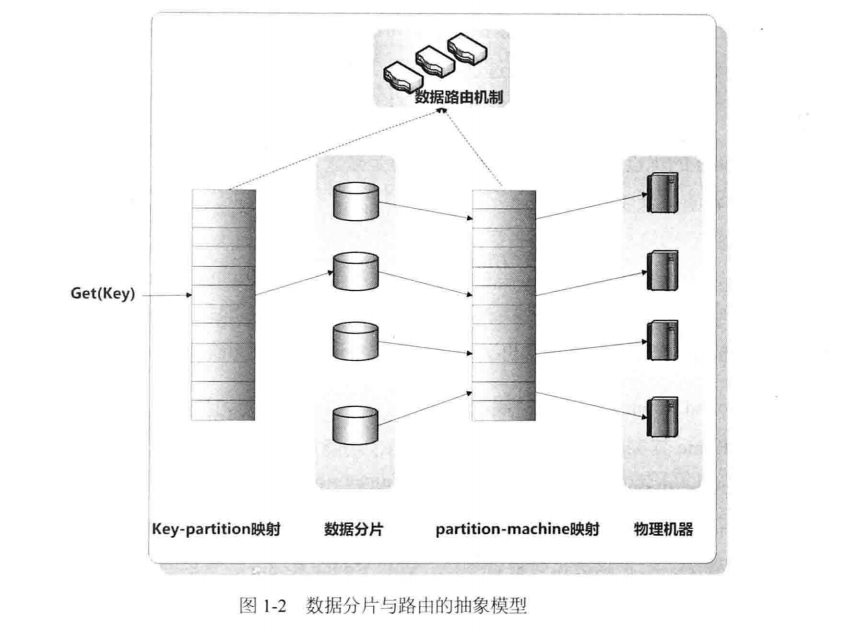 数据路由机制
Get(Key)
Key-partition映射
数据分片
partition-machine映射
物理机器
图 1-2 数据分片与路由的抽象模型